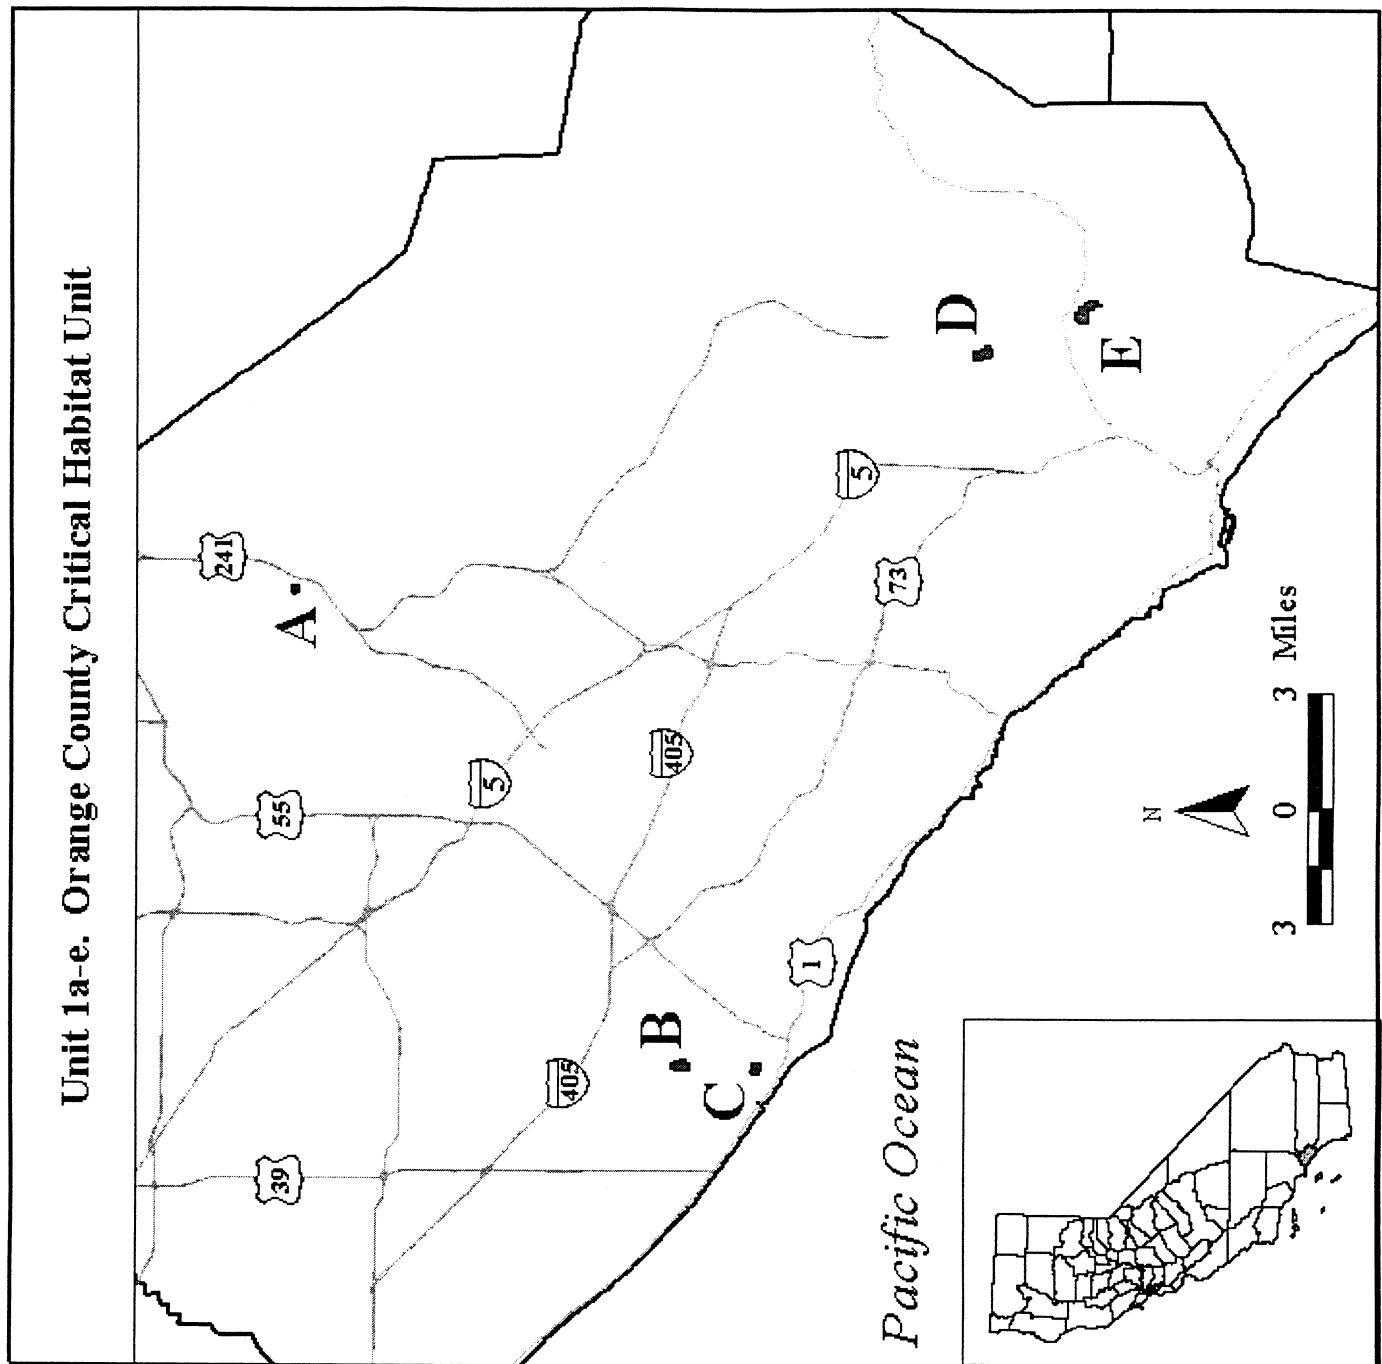 Unit 1a-e. Orange County Critical Habitat Unit
241
A
55
5
39
405
5
73
405
B
C
1
D
E
N
3 0 3 Miles
Pacific Ocean